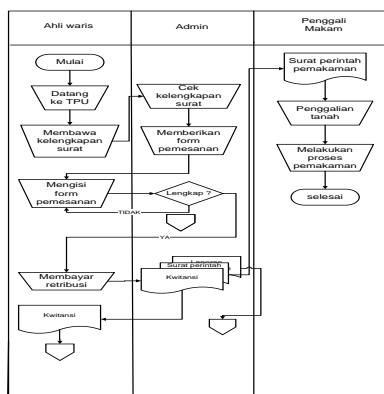 Ahli waris
Admin
Penggali
Makam
Mulai
Datang
ke TPU
Membawa
kelengkapan
surat
Mengisi
form
pemesanan
Membayar
retribusi
Kwitansi
Cek
kelengkapan
surat
Memberikan
form
pemesanan
Lengkap ?
TIDAK
YA
Laporan
Surat perintah
Kwitansi
Surat perintah
pemakaman
Penggalian
tanah
Melakukan
proses
pemakaman
selesai